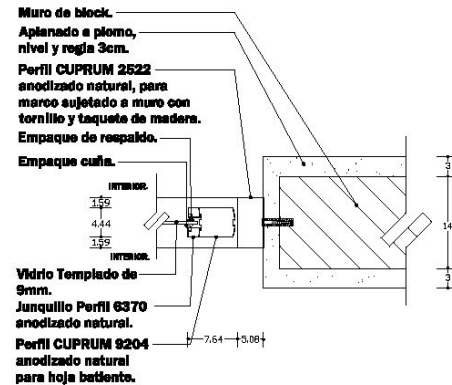 Muro de block.
Aplanado a plomo,
nivel y regla 3cm.
Perfil CUPRUM 2522
anodizado natural, para
marco sujetado a muro con
tornillo y taquete de madera.
Empaque de respaldo.
Empaque cuña.
INTERIOR.
1.59
4.44
1.59
INTERIOR.
3
14
3
Vidrio Templado de
9mm.
Junquillo Perfil 6370
anodizado natural.
7.64
5.08
Perfil CUPRUM 9204
anodizado natural
para hoja batiente.